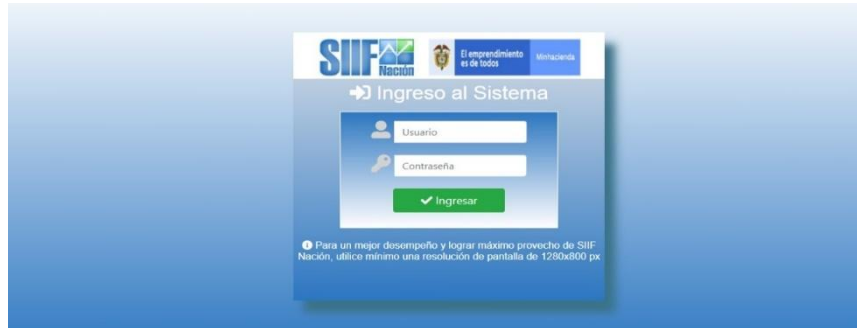 SIIF
Nación
El emprendimiento
es de todos
Minhacienda
Ingreso al Sistema
Usuario
Contraseña
Ingresar
Para un mejor desempeño y lograr máximo provecho de SIIF
Nación, utilice mínimo una resolución de pantalla de 1280x800 px